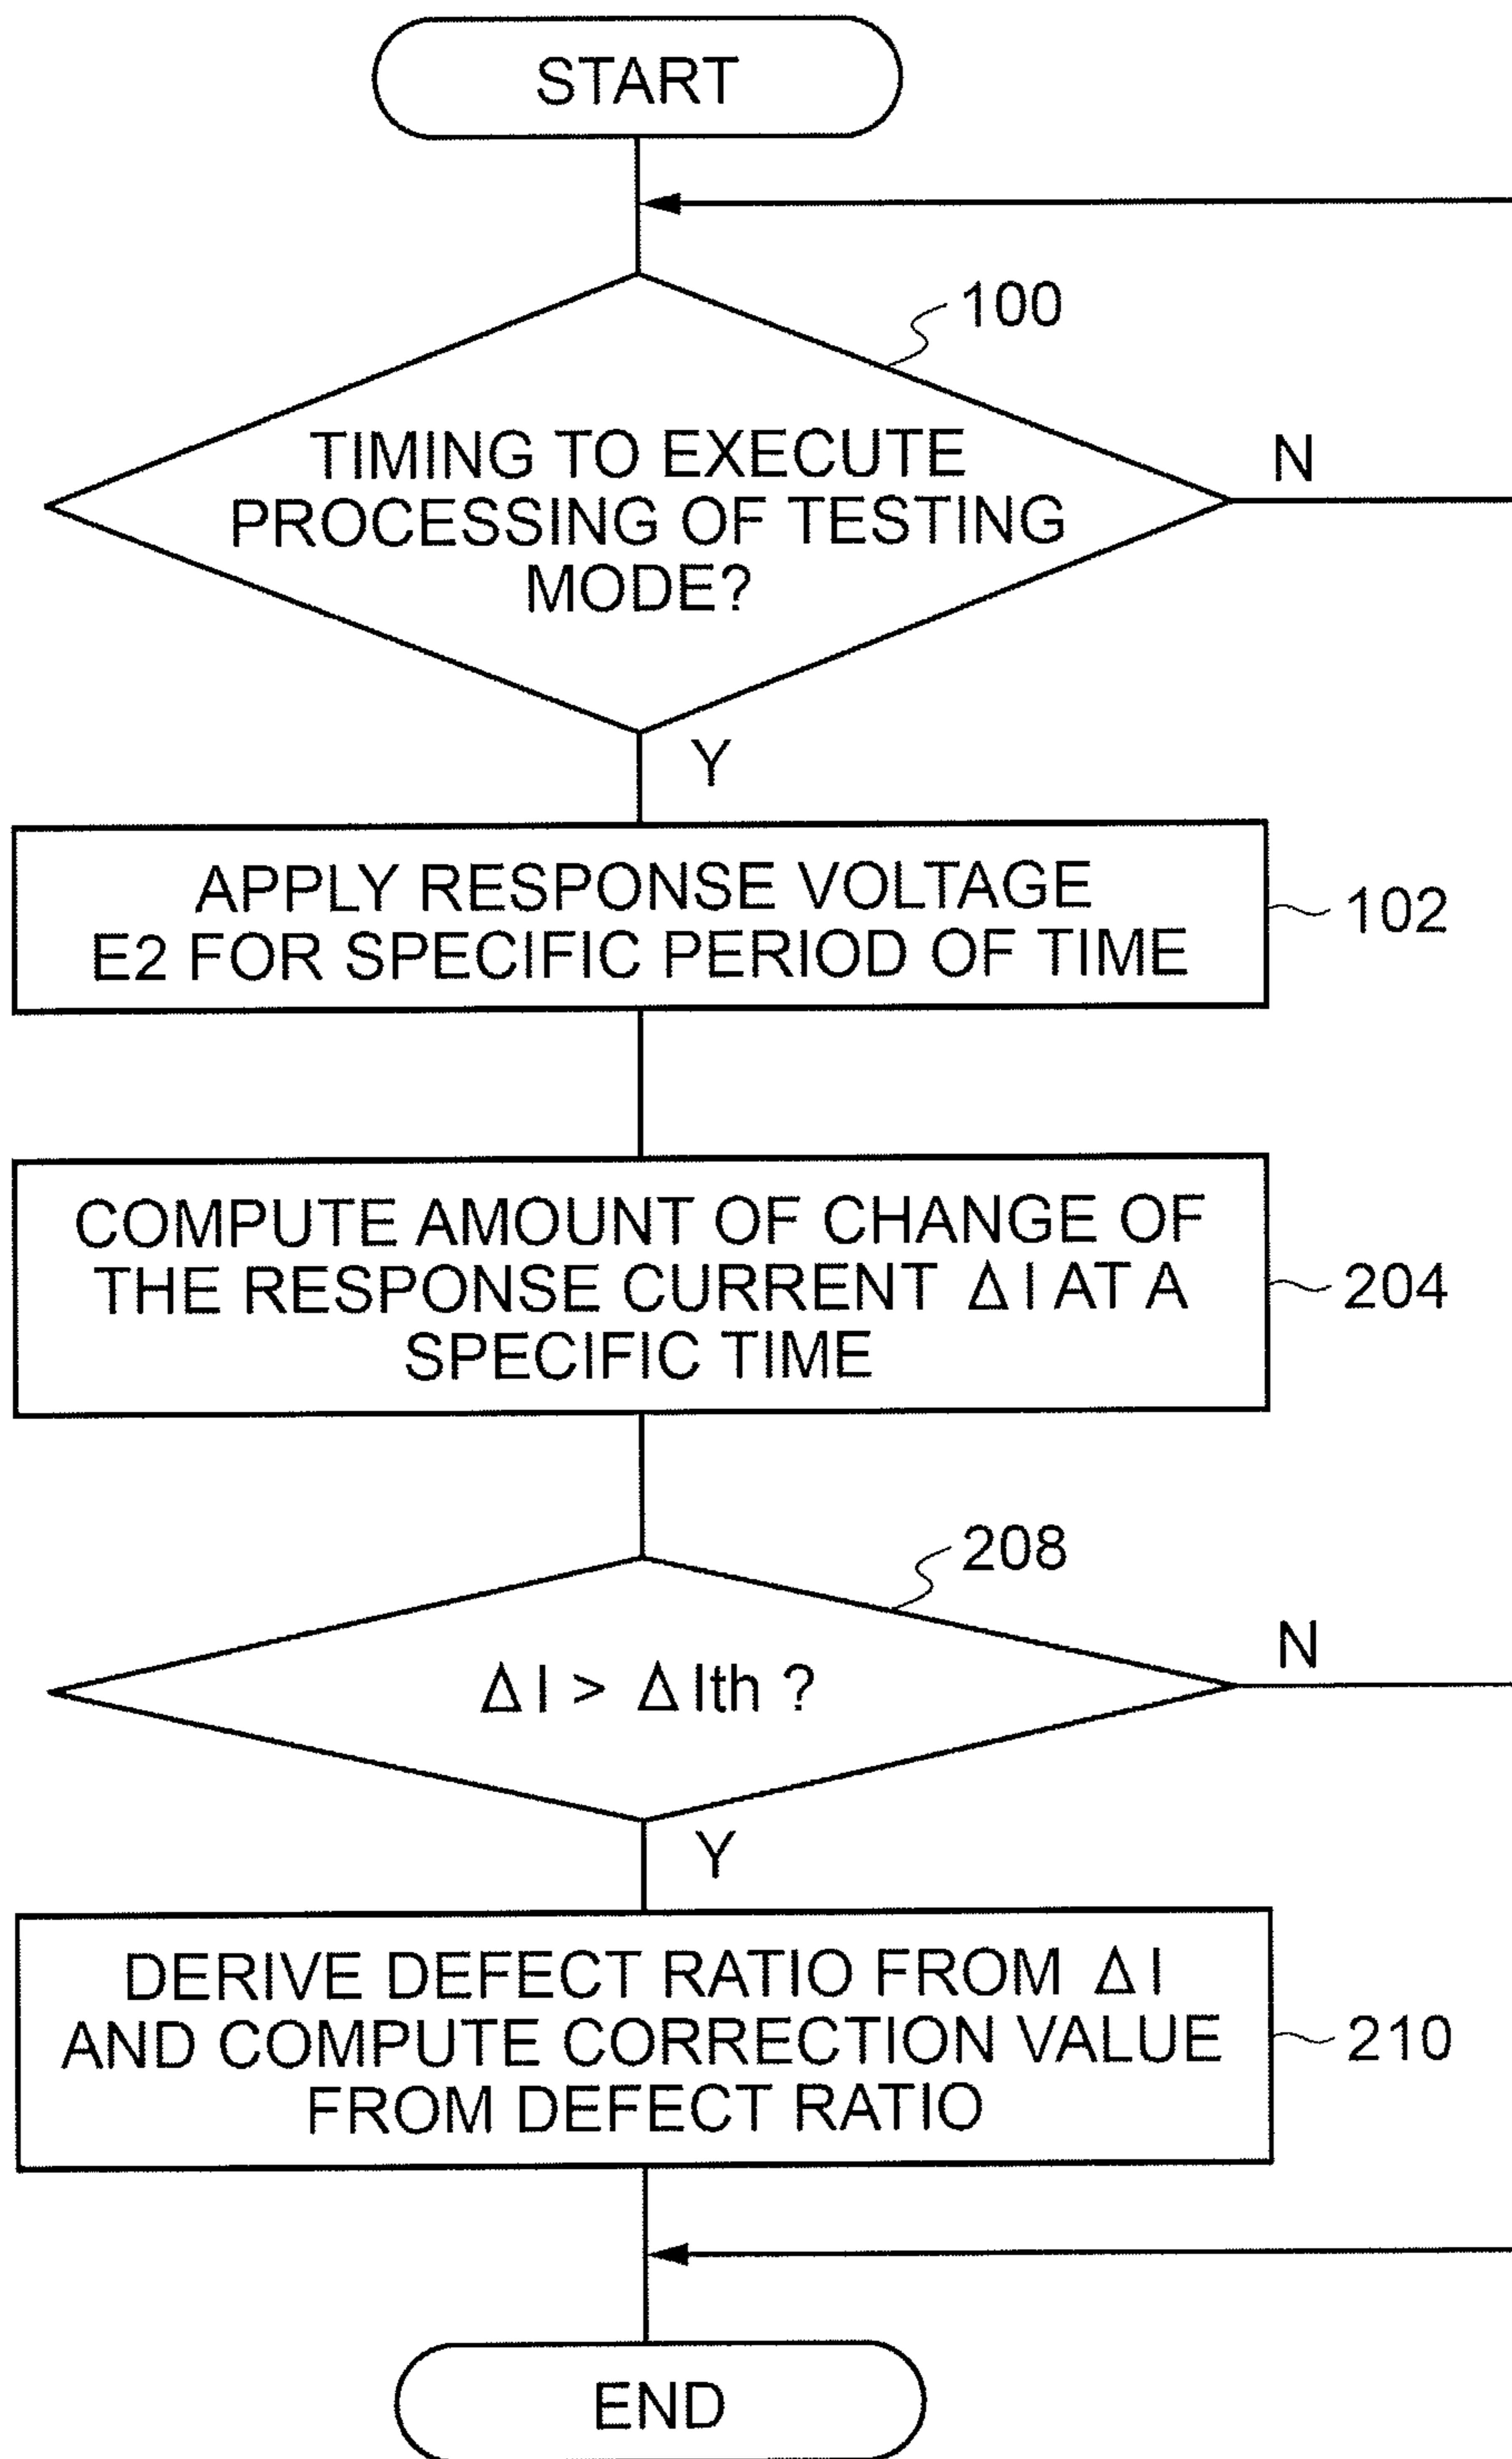 START
100
TIMING TO EXECUTE
PROCESSING OF TESTING
MODE?
N
Y
APPLY RESPONSE VOLTAGE
E2 FOR SPECIFIC PERIOD OF TIME
102
COMPUTE AMOUNT OF CHANGE OF
THE RESPONSE CURRENT ΔI AT A
SPECIFIC TIME
204
208
ΔI > ΔIth ?
N
Y
DERIVE DEFECT RATIO FROM ΔI
AND COMPUTE CORRECTION VALUE
FROM DEFECT RATIO
210
END